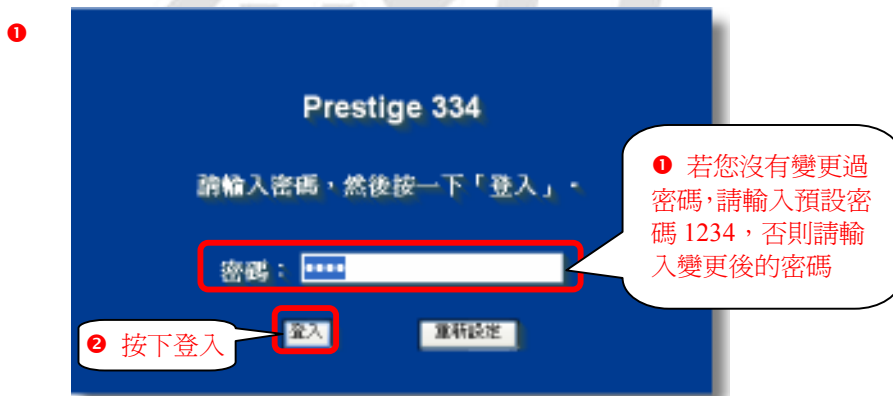 ❶
Prestige 334
請輸入密碼，然後按一下「登入」。
❶ 若您沒有變更過
密碼，請輸入預設密
碼 1234，否則請輸
入變更後的密碼
密碼： ****
❷ 按下登入
登入
重新設定